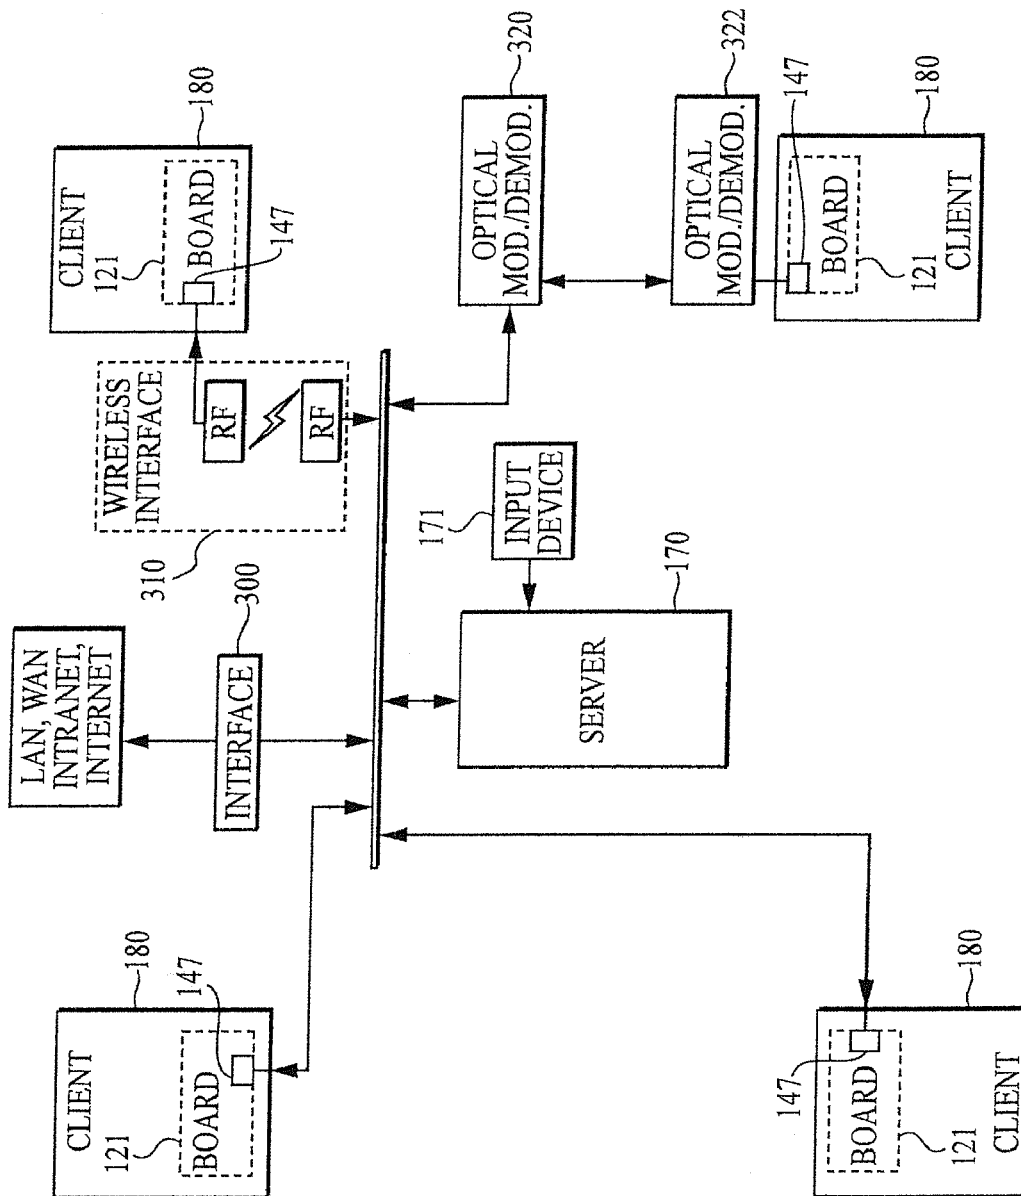 CLIENT
121
BOARD
147
180
LAN, WAN
INTRANET,
INTERNET
INTERFACE
300
WIRELESS
INTERFACE
RF
RF
310
CLIENT
121
BOARD
147
180
SERVER
170
INPUT
DEVICE
171
OPTICAL
MOD./DEMOD.
320
OPTICAL
MOD./DEMOD.
322
147
BOARD
121
CLIENT
180
147
BOARD
121
CLIENT
180